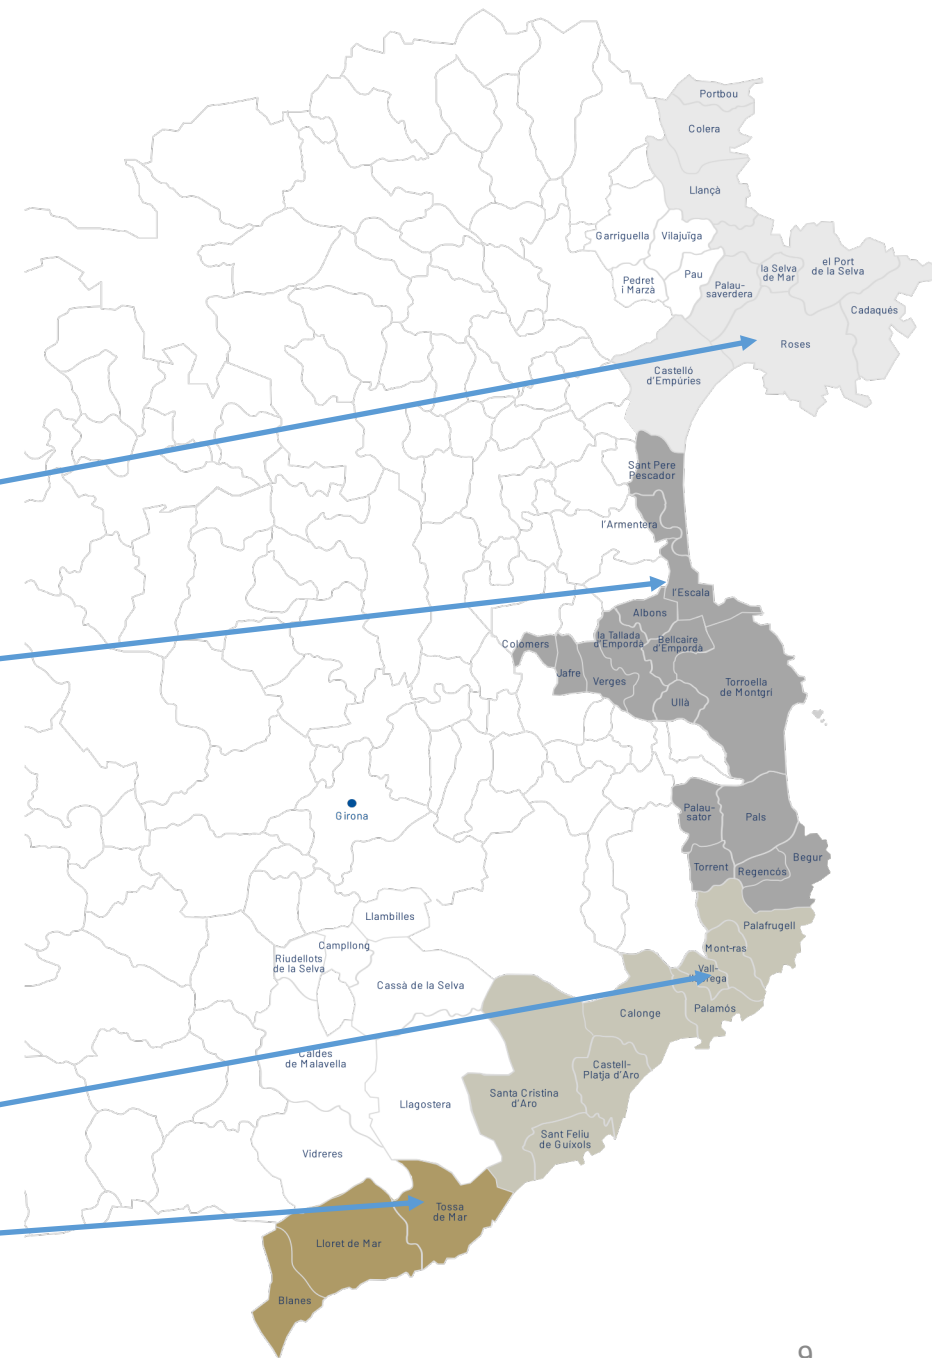 Portbou
Colera
Llançà
Garriguella
Vilajuïga
Pedret
i Marzà
Pau
Palau-
saverdera
la Selva
de Mar
el Port
de la Selva
Cadaqués
Roses
Castelló
d'Empúries
Sant Pere
Pescador
l'Armentera
l'Escala
Albons
la Tallada
d'Empordà
Bellcaire
d'Empordà
Colomers
Jafre
Verges
Ullà
Torroella
de Montgrí
Girona
Palau-
sator
Pals
Torrent
Regencós
Begur
Llambilles
Palafrugell
Campllong
Riudellots
de la Selva
Mont-ras
Cassà de la Selva
Vall-
Calonge
Palamós
Caldes
de Malavella
Castell-
Platja d'Aro
Llagostera
Santa Cristina
d'Aro
Sant Feliu
de Guíxols
Vidreres
Tossa
de Mar
Lloret de Mar
Blanes
9